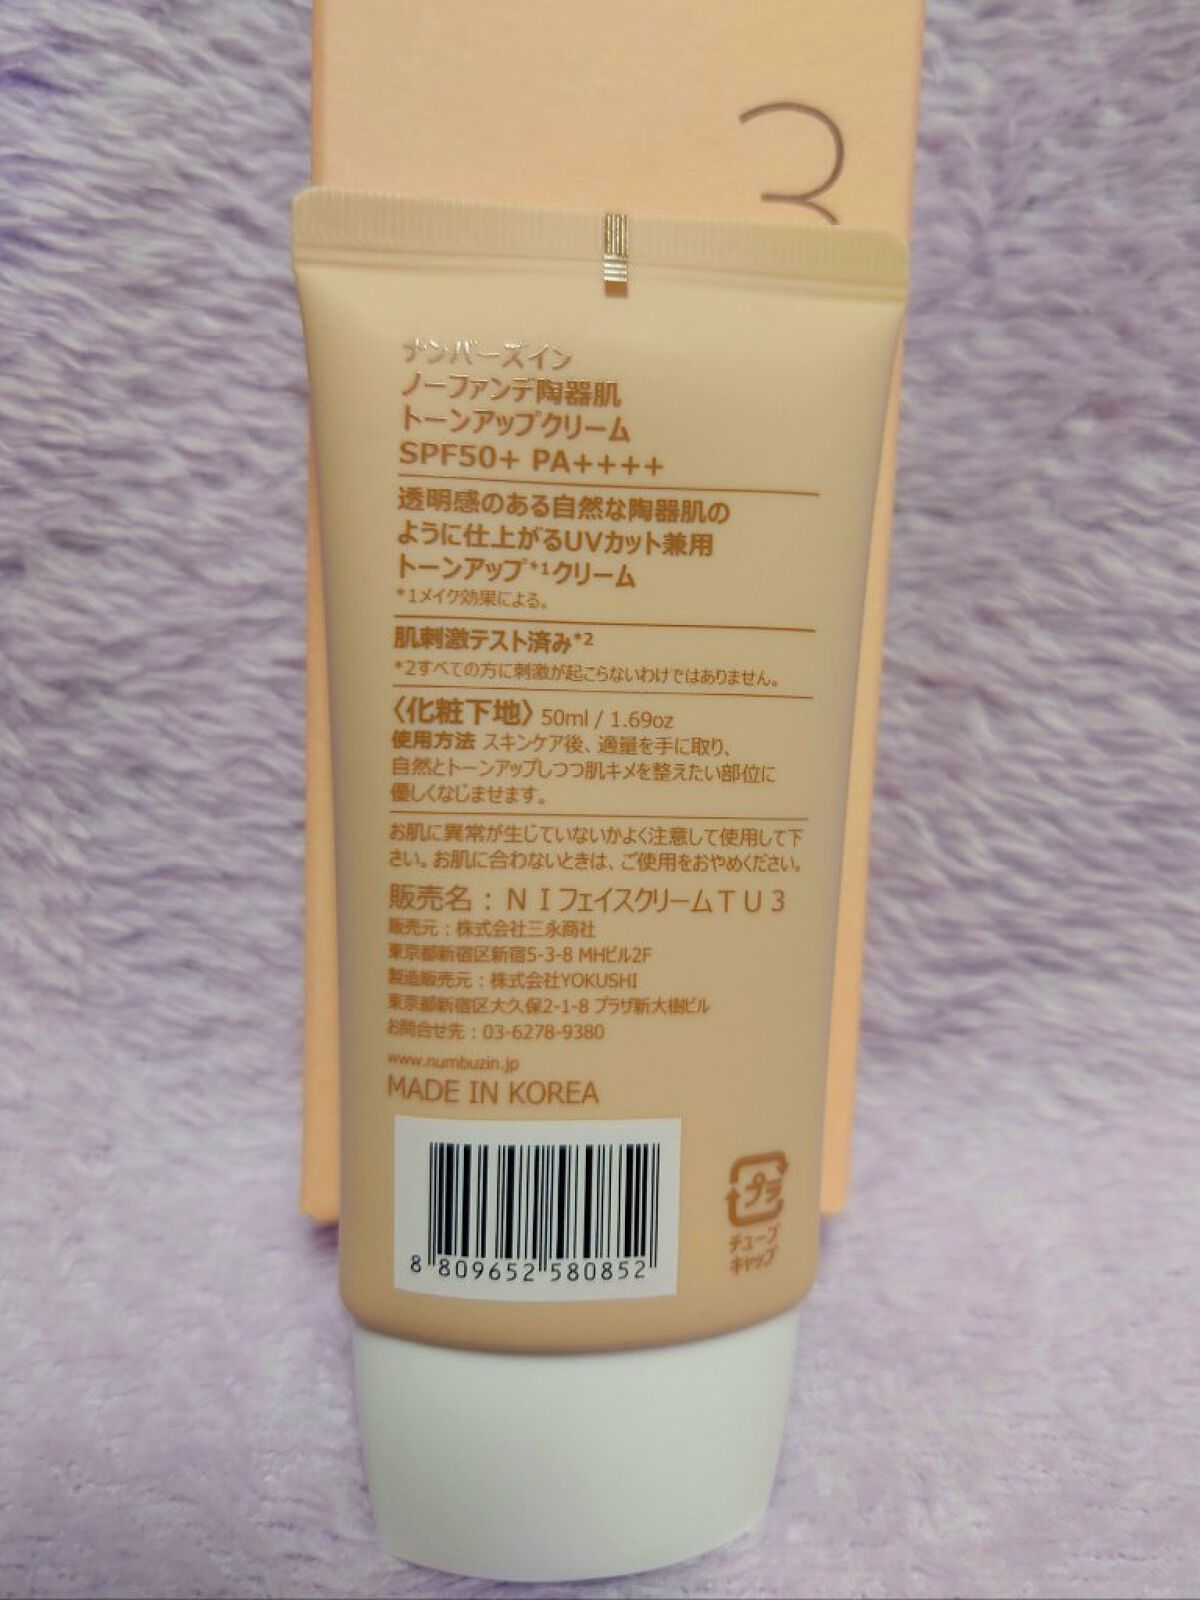 3
ナンバーズイン
ノーファンデ陶器肌
トーンアップクリーム
SPF50+ PA++++
透明感のある自然な陶器肌の
ように仕上がるUVカット兼用
トーンアップ*1クリーム
*1メイク効果による。
肌刺激テスト済み*2
*2すべての方に刺激が起こらないわけではありません。
〈化粧下地〉50ml / 1.69oz
使用方法 スキンケア後、適量を手に取り、
自然とトーンアップしつつ肌キメを整えたい部位に
優しくなじませます。
お肌に異常が生じていないかよく注意して使用して下
さい。お肌に合わないときは、ご使用をおやめください。
販売名：ＮＩフェイスクリームＴＵ３
販売元：株式会社三永商社
東京都新宿区新宿5-3-8 MHビル2F
製造販売元：株式会社YOKUSHI
東京都新宿区大久保2-1-8 プラザ新大樹ビル
お問合せ先：03-6278-9380
www.numbuzin.jp
MADE IN KOREA
8 809652 580852
プラ
チューブ
キャップ